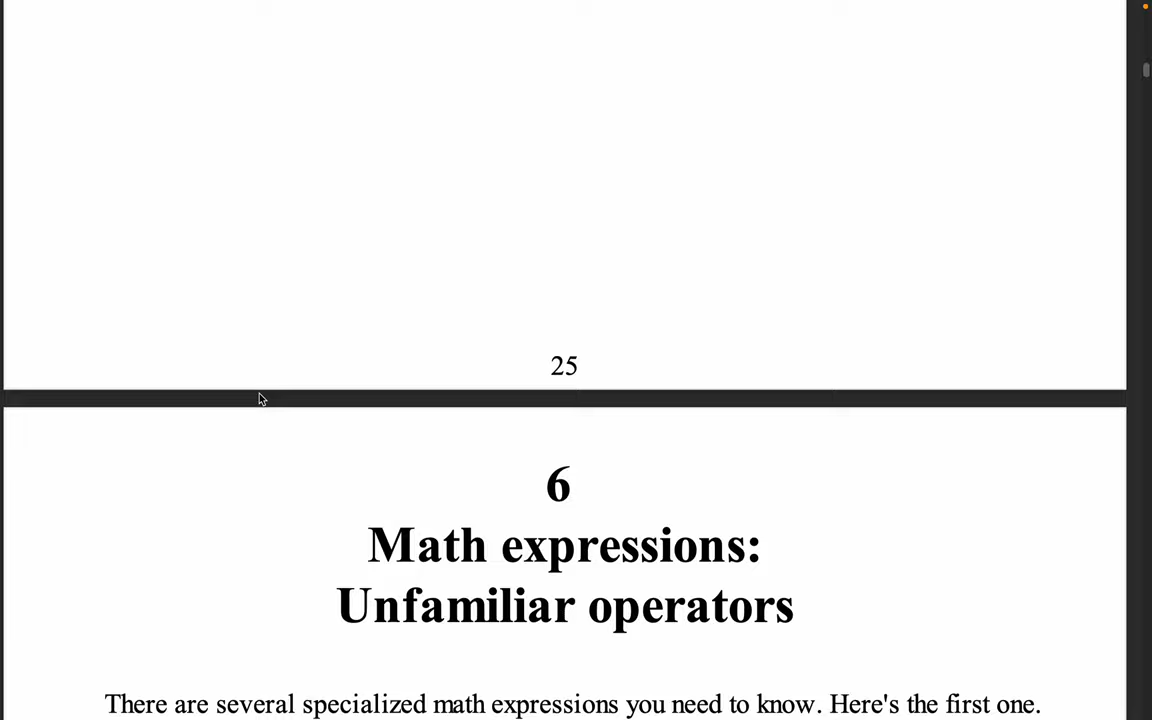 25
6
Math expressions:
Unfamiliar operators
There are several specialized math expressions you need to know. Here's the first one.